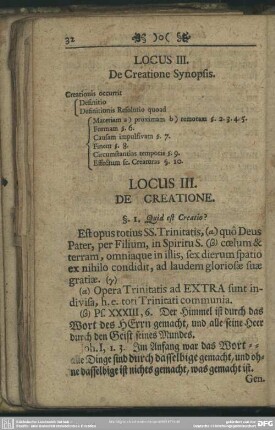 32 )o(
LOCUS III.
De Creatione Synopsis.
Creationis occurrit
Definitio
Definitionis Resolutio quoad
Materiam a) proximam b) remotam §. 2. 3. 4. 5.
Formam §. 6.
Causam impulsivam §. 7.
Finem §. 8.
Circumstantias temporis §. 9.
Effectum sc. Creaturas §. 10.
LOCUS III.
DE CREATIONE.
§. 1. Quid est Creatio?
Est opus totius SS. Trinitatis, (α) quô Deus
Pater, per Filium, in Spiritu S. (β) cœlum &
terram, omniaque in illis, sex dierum spatio
ex nihilo condidit, ad laudem gloriosæ suæ
gratiæ. (γ)
(α) Opera Trinitatis ad EXTRA sunt in-
divisa, h. e. toti Trinitati communia.
(β) Ps. XXXIII, 6. Der Himmel ist durch das
Wort des HErrn gemacht, und alle seine Heer
durch den Geist seines Mundes.
Joh. I, 1. 3. Im Anfang war das Wort
alle Dinge sind durch dasselbige gemacht, und oh-
ne dasselbige ist nichts gemacht, was gemacht ist.
Gen.